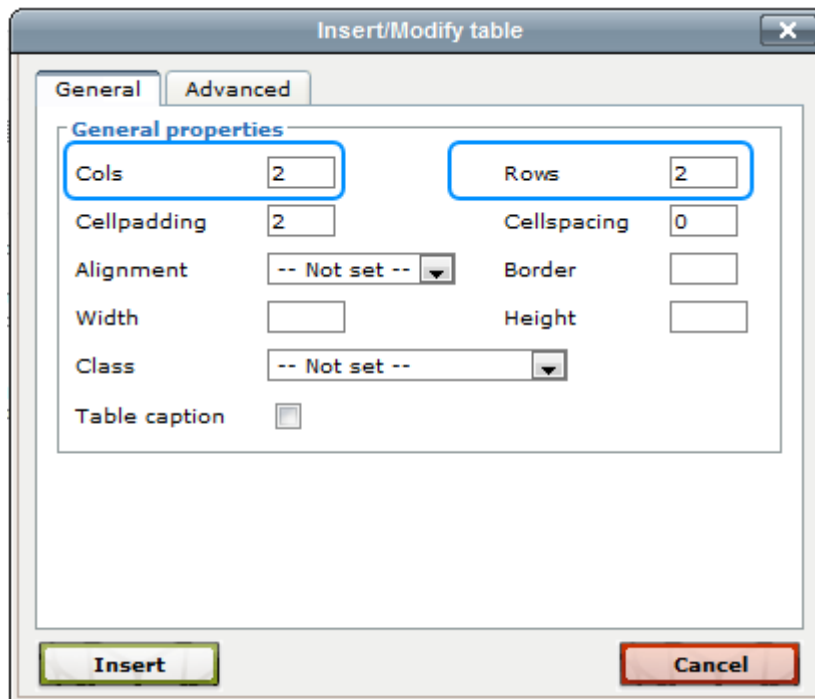 Insert/Modify table
General Advanced
General properties
Cols 2 Rows 2
Cellpadding 2 Cellspacing 0
Alignment -- Not set -- Border
Width Height
Class -- Not set --
Table caption
Insert Cancel